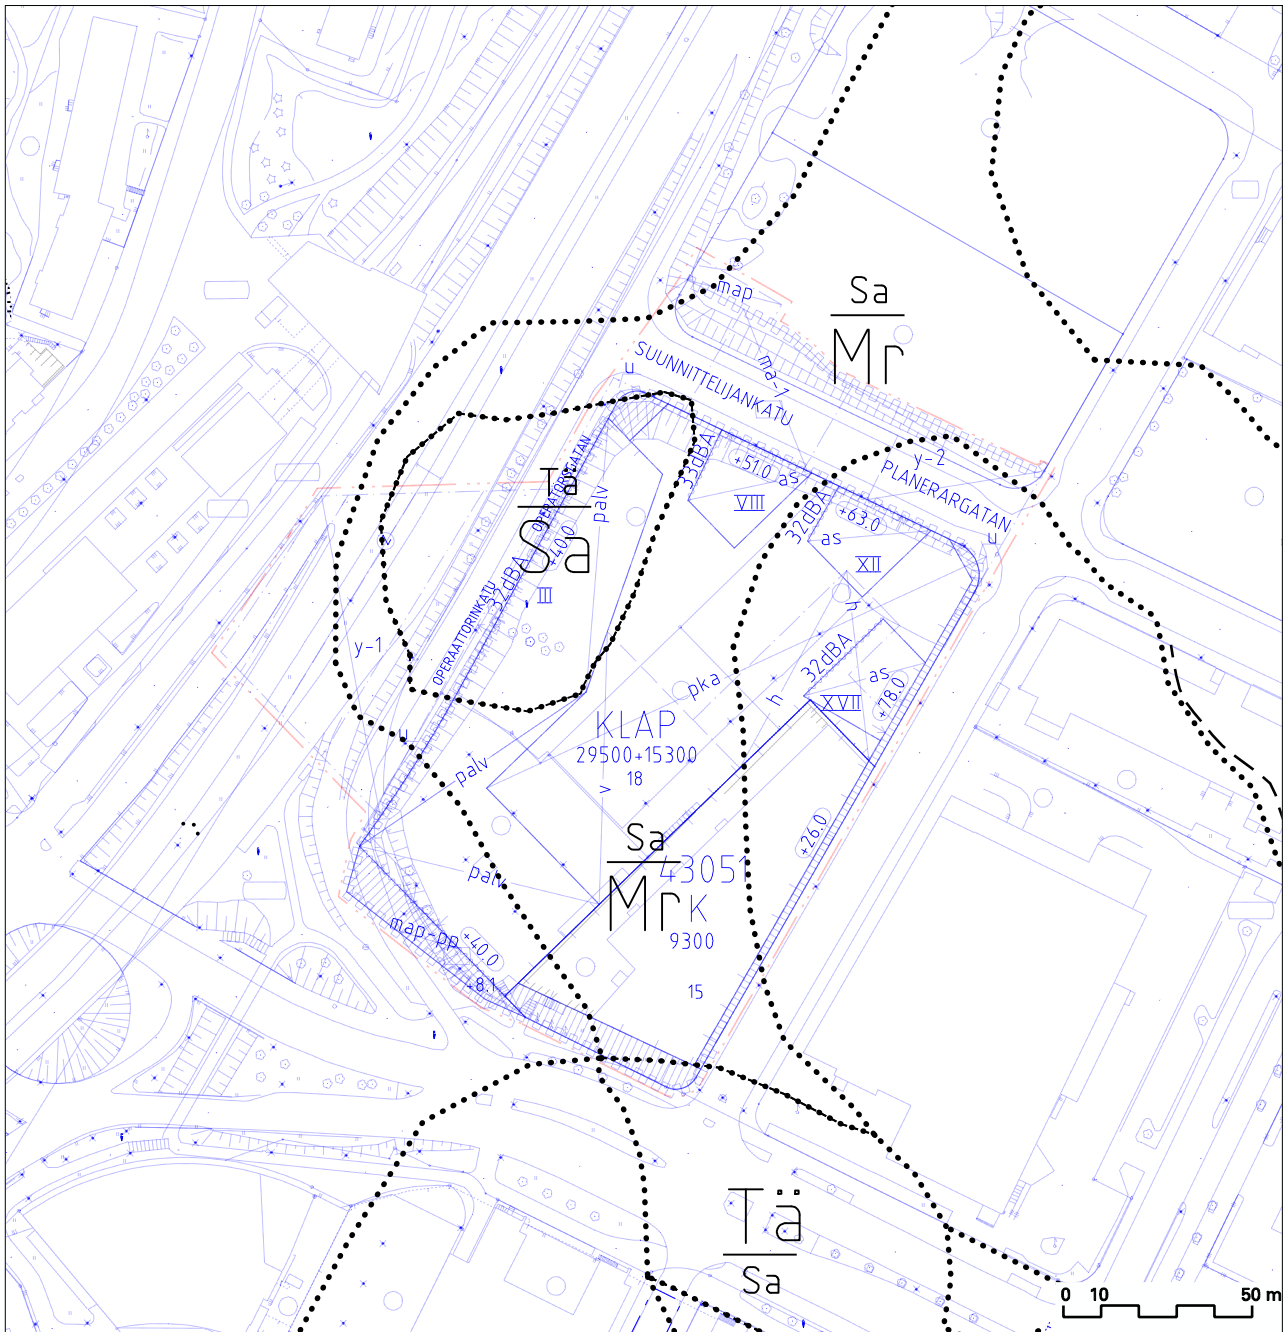 Sa
Mr
map
ma-1
SUUNNITTELIJANKATU
u
y-2
PLANERARGATAN
u
33dBA
+51.0
as
VIII
32dBA
+63.0
as
XII
h
Tä
Sa
OPERATÖRSGATAN
palv
+40.0
32dBA
III
OPERAATTORINKATU
y-1
u
h
32dBA
as
XVII
+78.0
pka
KLAP
29500+15300
18
v
palv
+26.0
Sa
Mr
43051
K
9300
15
palv
map-pp
+40.0
+8.1
Tä
Sa
0 10 50 m